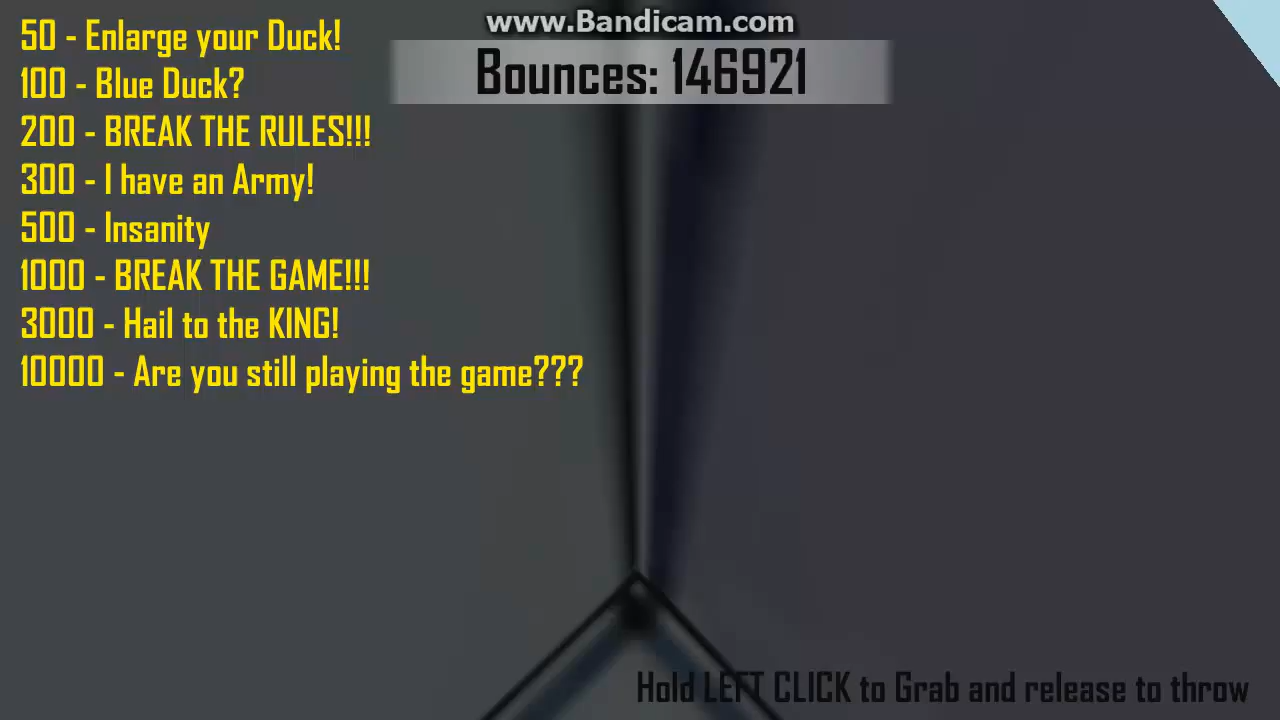 www.Bandicam.com
Bounces: 146921
50 - Enlarge your Duck!
100 - Blue Duck?
200 - BREAK THE RULES!!!
300 - I have an Army!
500 - Insanity
1000 - BREAK THE GAME!!!
3000 - Hail to the KING!
10000 - Are you still playing the game???
Hold LEFT CLICK to Grab and release to throw